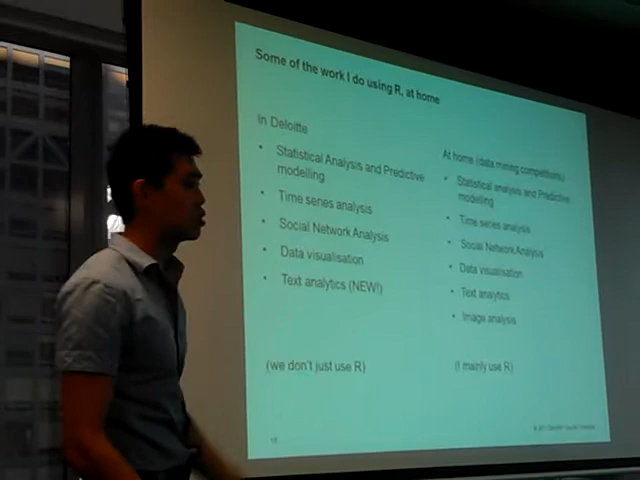 Some of the work I do using R, at home
In Deloitte
• Statistical Analysis and Predictive
modelling
• Time series analysis
• Social Network Analysis
• Data visualisation
• Text analytics (NEW!)
(we don't just use R)
At home (data mining competitions)
• Statistical analysis and Predictive
modelling
• Time series analysis
• Social Network Analysis
• Data visualisation
• Text analytics
• Image analysis
(I mainly use R)